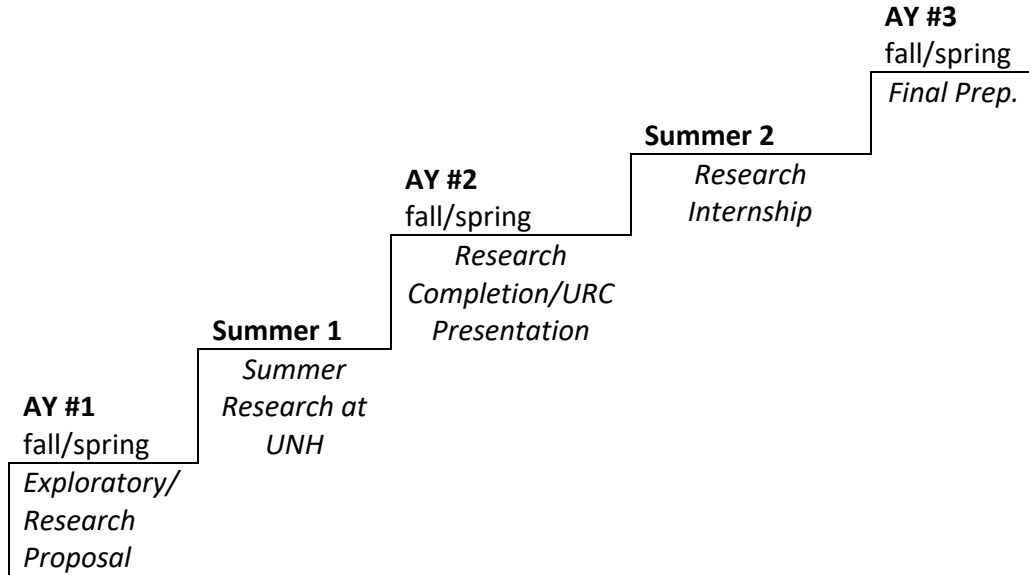 AY #3
fall/spring
Final Prep.
Summer 2
Research
Internship
AY #2
fall/spring
Research
Completion/URC
Presentation
Summer 1
Summer
Research at
UNH
AY #1
fall/spring
Exploratory/
Research
Proposal